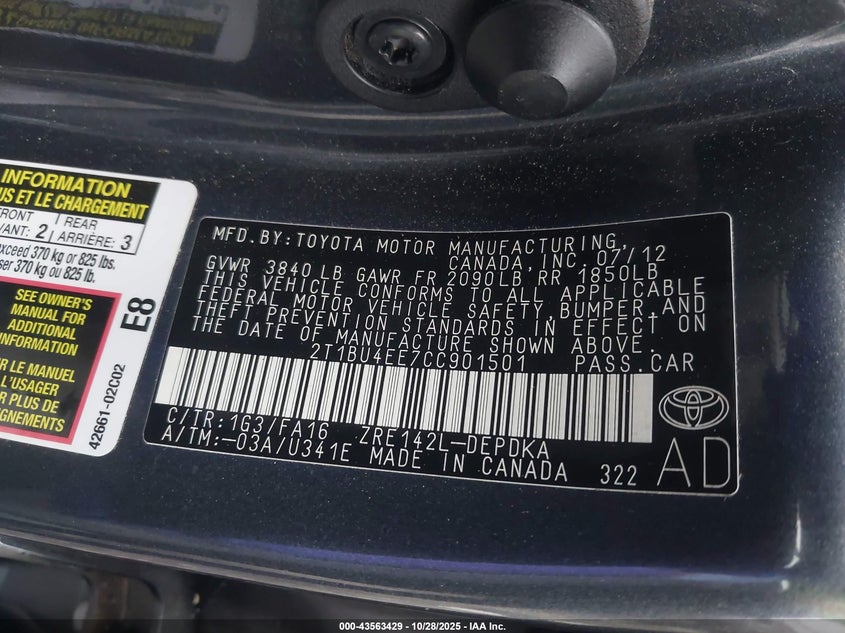 INFORMATION
US ET LE CHARGEMENT
FRONT
VANT: 2
REAR
ARRIÈRE: 3
exceed 370 kg or 825 lbs.
ser 370 kg ou 825 lb.
SEE OWNER'S
MANUAL FOR
ADDITIONAL
INFORMATION
R LE MANUEL
L'USAGER
R PLUS DE
GNEMENTS
E8
42661-02C02
MFD. BY: TOYOTA MOTOR MANUFACTURING,
CANADA, INC. 07/12
GVWR 3840 LB GAWR FR 2090LB, RR 1850LB
THIS VEHICLE CONFORMS TO ALL APPLICABLE
FEDERAL MOTOR VEHICLE SAFETY, BUMPER, AND
THEFT PREVENTION STANDARDS IN EFFECT ON
THE DATE OF MANUFACTURE SHOWN ABOVE.
2T1BU4EE7CC901501 PASS. CAR
C/TR: 1G3/FA16 ZRE142L-DEPDKA
A/TM: -03A/U341E MADE IN CANADA 322
AD
000-43563429 - 10/28/2025 - IAA Inc.